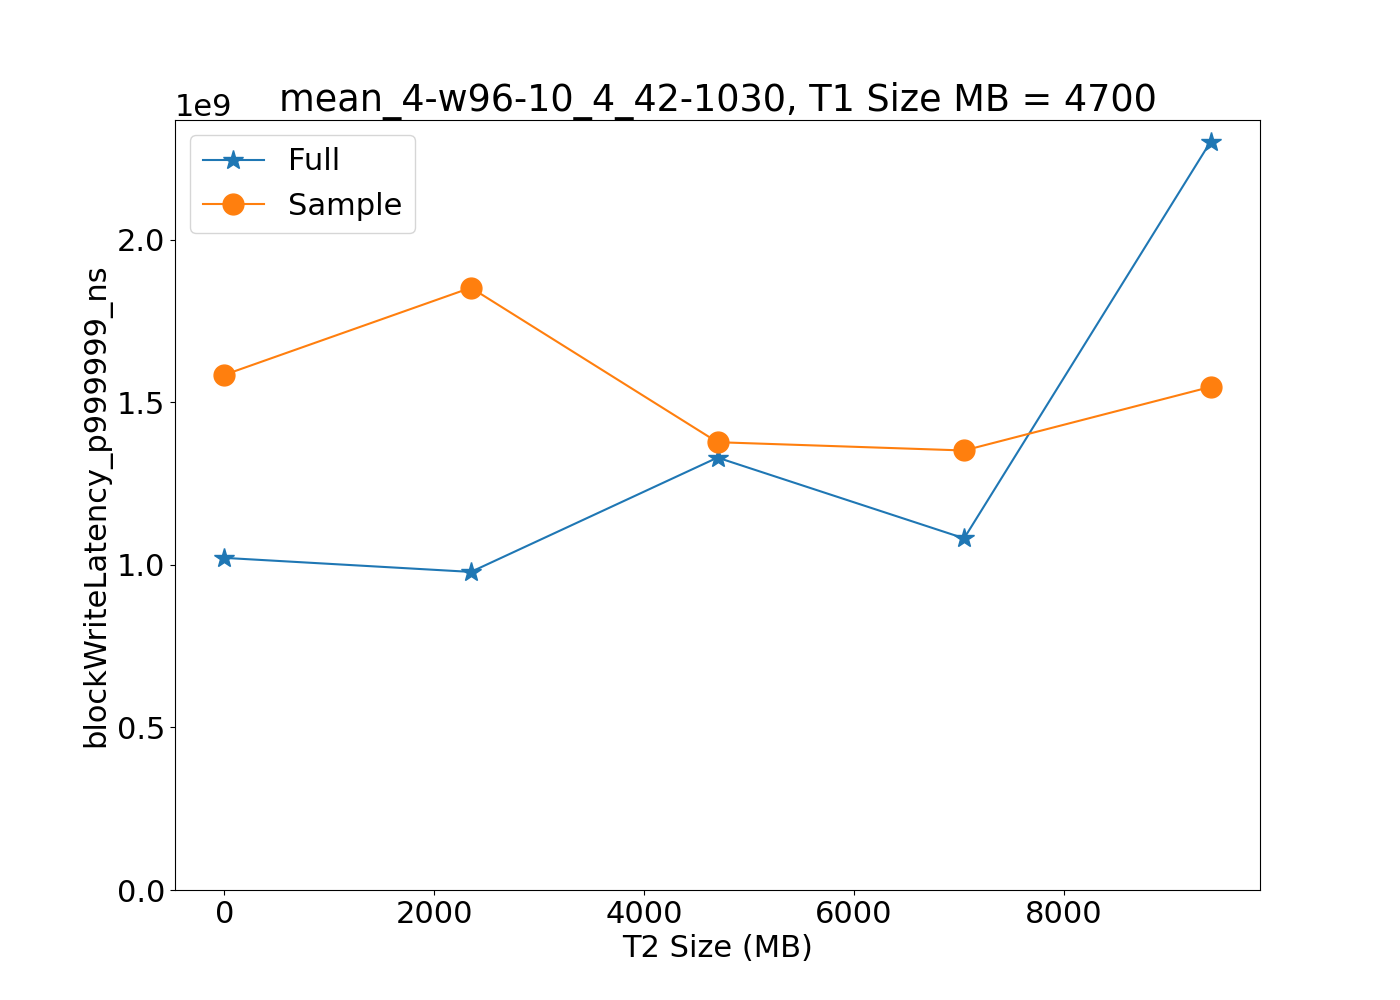 mean_4-w96-10_4_42-1030, T1 Size MB = 4700
1e9
Full
Sample
2.0
1.5
1.0
0.5
0.0
blockWriteLatency_p999999_ns
0 2000 4000 6000 8000
T2 Size (MB)